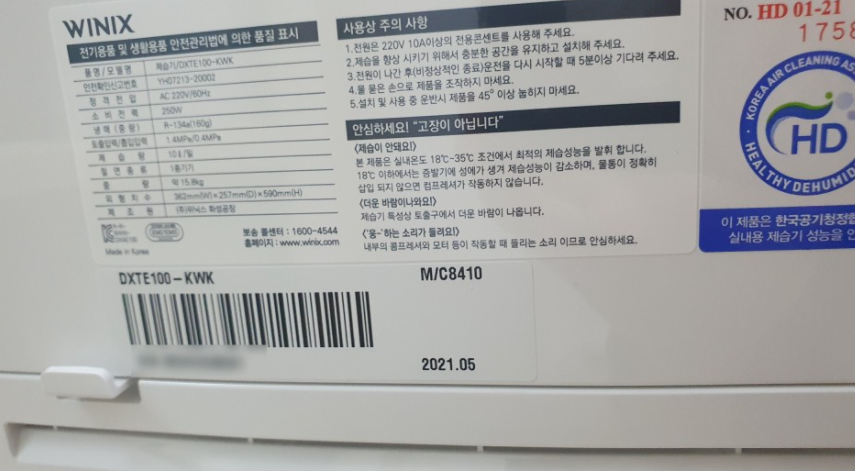 WINIX
전기용품 및 생활용품 안전관리법에 의한 품질 표시
품명/모델명 제습기/DXTE100-KWK
안전확인신고번호 YH07213-20002
정격전압 AC 220V/60Hz
소비전력 250W
냉매(중량) R-134a(160g)
토출압력/흡입압력 1.4MPa/0.4MPa
제습량 10ℓ/일
절연종류 1종기기
중량 약 15.8kg
외형치수 362mm(W)×257mm(D)×590mm(H)
제조원 (주)위닉스 화성공장
Made in Korea
콜센터 : 1600-4544
홈페이지 : www.winix.com
사용상 주의 사항
1.전원은 220V 10A이상의 전용콘센트를 사용해 주세요.
2.제습을 향상 시키기 위해서 충분한 공간을 유지하고 설치해 주세요.
3.전원이 나간 후(비정상적인 종료)운전을 다시 시작할 때 5분이상 기다려 주세요.
4.물 묻은 손으로 제품을 조작하지 마세요.
5.설치 및 사용 중 운반시 제품을 45° 이상 눕히지 마세요.
안심하세요! "고장이 아닙니다"
<제습이 안돼요!>
본 제품은 실내온도 18℃~35℃ 조건에서 최적의 제습성능을 발휘 합니다.
18℃ 이하에서는 증발기에 성에가 생겨 제습성능이 감소하며, 물통이 정확히
삽입 되지 않으면 컴프레셔가 작동하지 않습니다.
<더운 바람이나와요!>
제습기 특성상 토출구에서 더운 바람이 나옵니다.
<'웅~'하는 소리가 들려요!>
내부의 콤프레셔와 모터 등이 작동할 때 들리는 소리 이므로 안심하세요.
NO. HD 01-21
1758
KOREA AIR CLEANING AS
HD
HEALTHY DEHUMID
이 제품은 한국공기청정협
실내용 제습기 성능을 인
DXTE100-KWK
M/C8410
2021.05